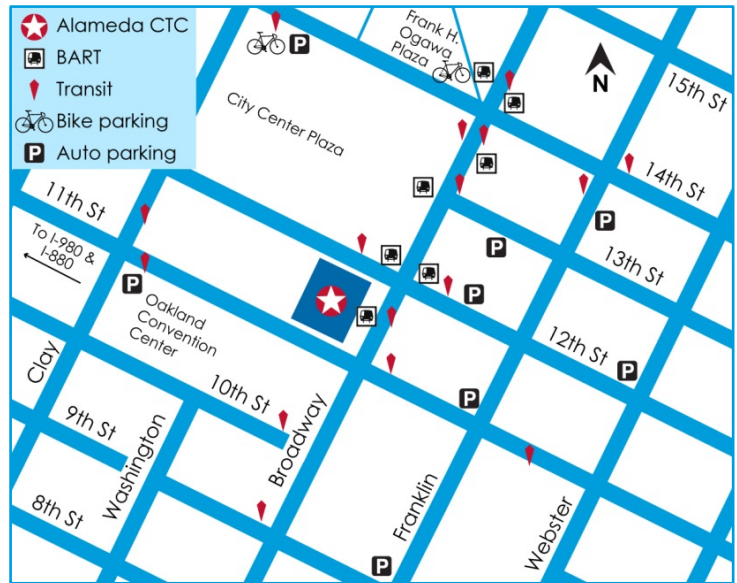 Alameda CTC
BART
Transit
Bike parking
P Auto parking
P
Frank H.
Ogawa
Plaza
N
15th St
City Center Plaza
14th St
11th St
P
13th St
To I-980 &
I-880
P
P
P
Oakland
Convention
Center
12th St
P
Clay
10th St
P
9th St
Washington
Broadway
8th St
Franklin
Webster
P